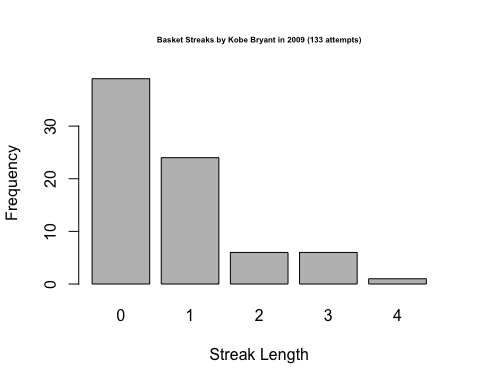 Basket Streaks by Kobe Bryant in 2009 (133 attempts)
Frequency
30
20
10
0
0 1 2 3 4
Streak Length